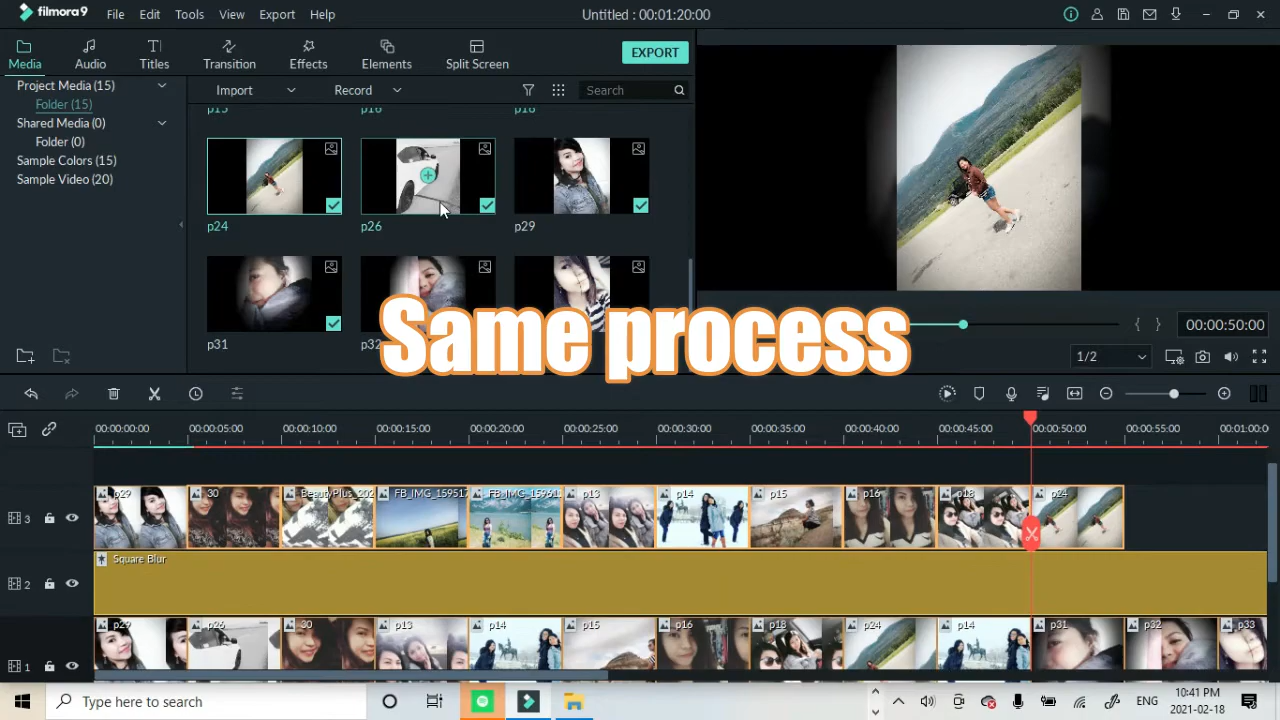 filmora9 File Edit Tools View Export Help Untitled : 00:01:20:00
Media Audio Titles Transition Effects Elements Split Screen EXPORT
Project Media (15) Import Record Search
Folder (15)
Shared Media (0)
Folder (0)
Sample Colors (15)
Sample Video (20)
p15 p16 p18
p24 p26 p29
p31 p32
Same process
00:00:50:00
1/2
00:00:00:00 00:00:05:00 00:00:10:00 00:00:15:00 00:00:20:00 00:00:25:00 00:00:30:00 00:00:35:00 00:00:40:00 00:00:45:00 00:00:50:00 00:00:55:00 00:01:00:0
3 p29 30 BeautyPlus_202 FB_IMG_159517 FB_IMG_15961 p13 p14 p15 p16 p18 p24
Square Blur
2
1 p29 p26 30 p13 p14 p15 p16 p18 p24 p14 p31 p32 p33
Type here to search ENG 10:41 PM
2021-02-18